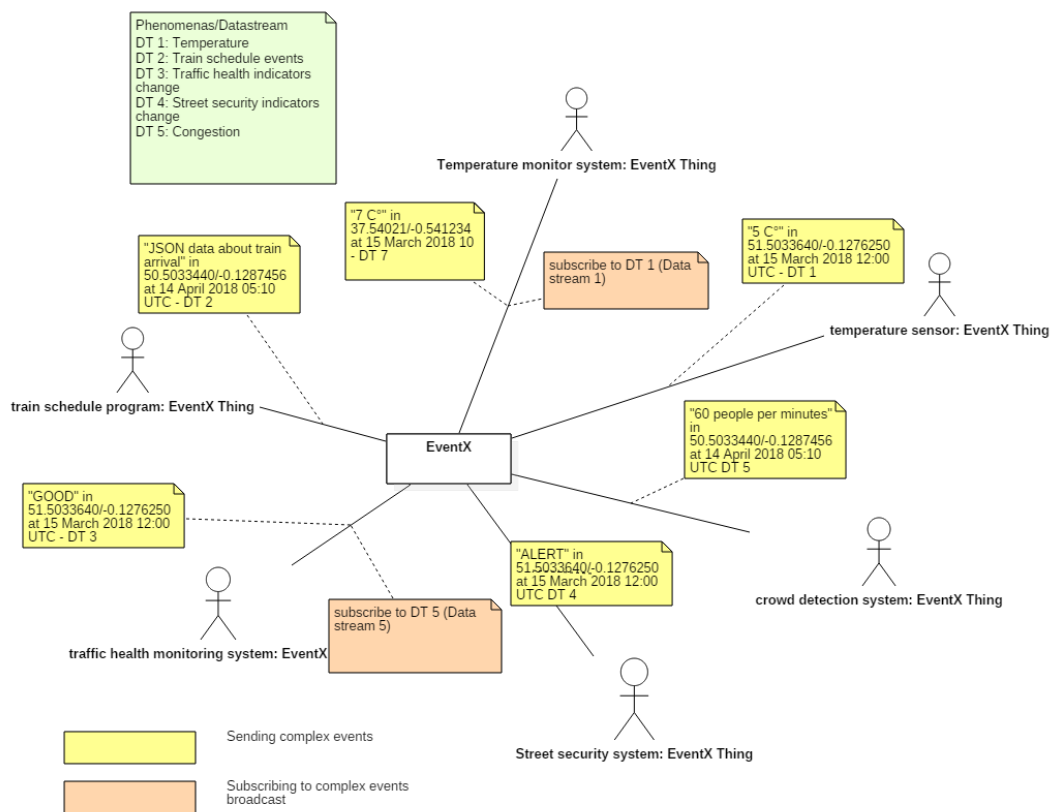 Phenomenas/Datastream
DT 1: Temperature
DT 2: Train schedule events
DT 3: Traffic health indicators
change
DT 4: Street security indicators
change
DT 5: Congestion
Temperature monitor system: EventX Thing
"7 C°" in
37.54021/-0.541234
at 15 March 2018 10
- DT 7
"5 C°" in
51.5033640/-0.1276250
at 15 March 2018 12:00
UTC - DT 1
"JSON data about train
arrival" in
50.5033440/-0.1287456
at 14 April 2018 05:10
UTC - DT 2
subscribe to DT 1 (Data
stream 1)
temperature sensor: EventX Thing
train schedule program: EventX Thing
"60 people per minutes"
in
50.5033440/-0.1287456
at 14 April 2018 05:10
UTC DT 5
EventX
"GOOD" in
51.5033640/-0.1276250
at 15 March 2018 12:00
UTC - DT 3
"ALERT" in
51.5033640/-0.1276250
at 15 March 2018 12:00
UTC DT 4
crowd detection system: EventX Thing
subscribe to DT 5 (Data
stream 5)
traffic health monitoring system: EventX
Street security system: EventX Thing
Sending complex events
Subscribing to complex events
broadcast